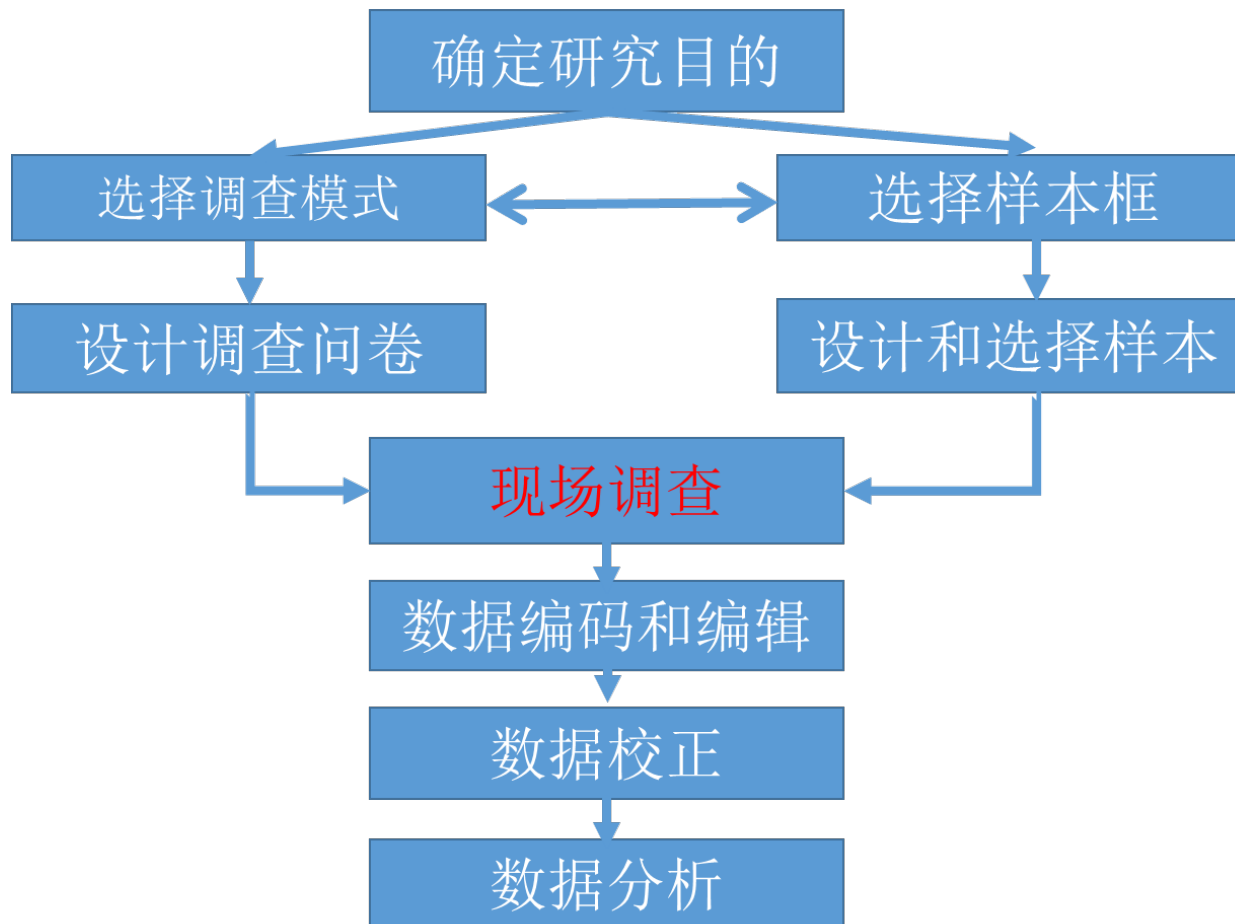 确定研究目的
选择调查模式
选择样本框
设计调查问卷
设计和选择样本
现场调查
数据编码和编辑
数据校正
数据分析